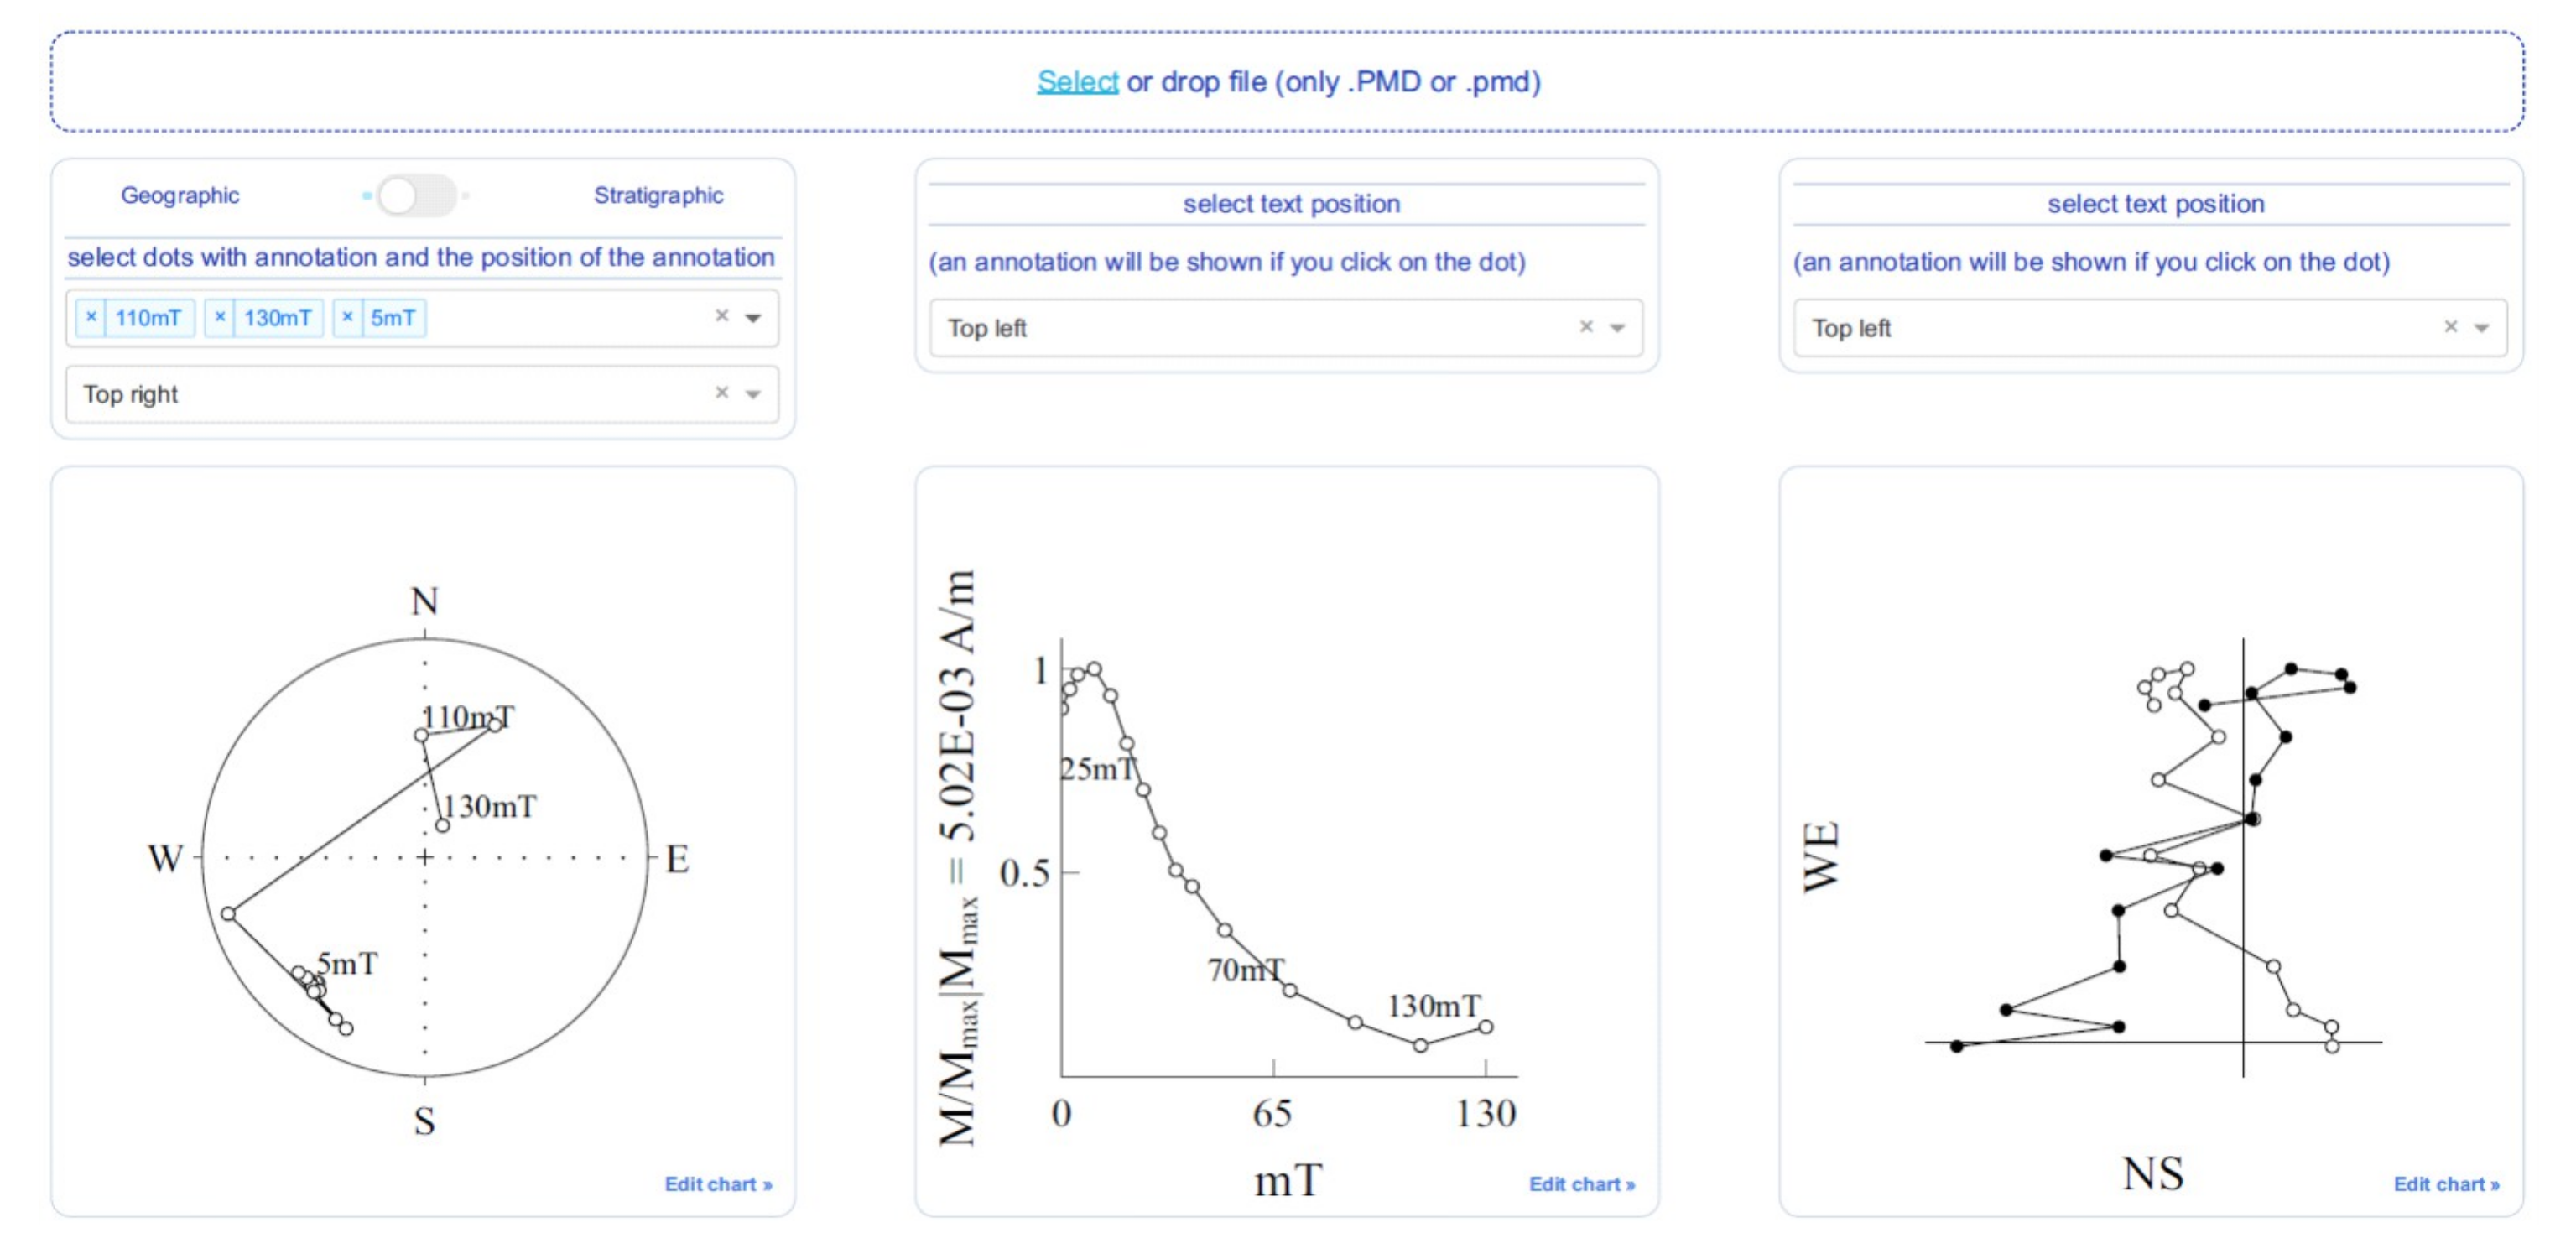 Select or drop file (only .PMD or .pmd)
Geographic
Stratigraphic
select dots with annotation and the position of the annotation
× 110mT × 130mT × 5mT ×
Top right ×
select text position
(an annotation will be shown if you click on the dot)
Top left ×
select text position
(an annotation will be shown if you click on the dot)
Top left ×
N
110mT
130mT
W
E
5mT
S
Edit chart »
M/Mmax|Mmax = 5.02E-03 A/m
1
25mT
0.5
70mT
130mT
0 65 130
mT
Edit chart »
WE
NS
Edit chart »